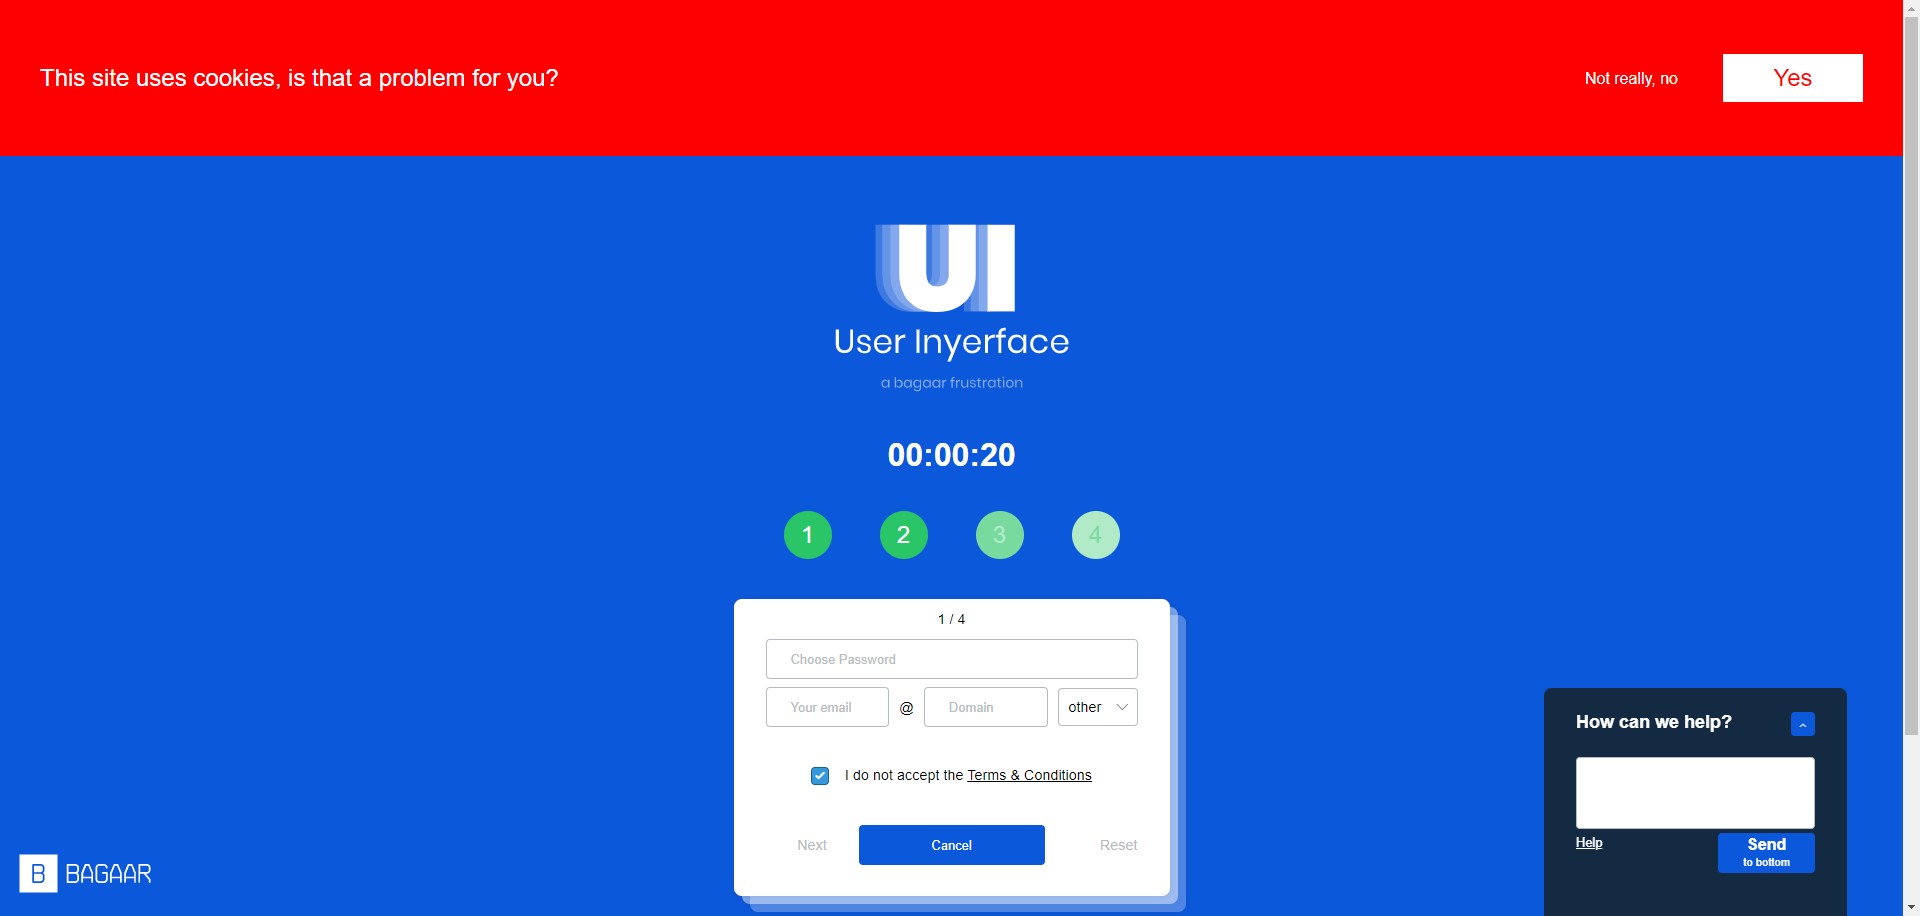 This site uses cookies, is that a problem for you?
Not really, no
Yes
UI
User Inyerface
a bagaar frustration
00:00:20
1 2 3 4
1 / 4
Choose Password
Your email @ Domain other
I do not accept the Terms & Conditions
Next Cancel Reset
How can we help?
Help
Send
to bottom
B BAGAAR